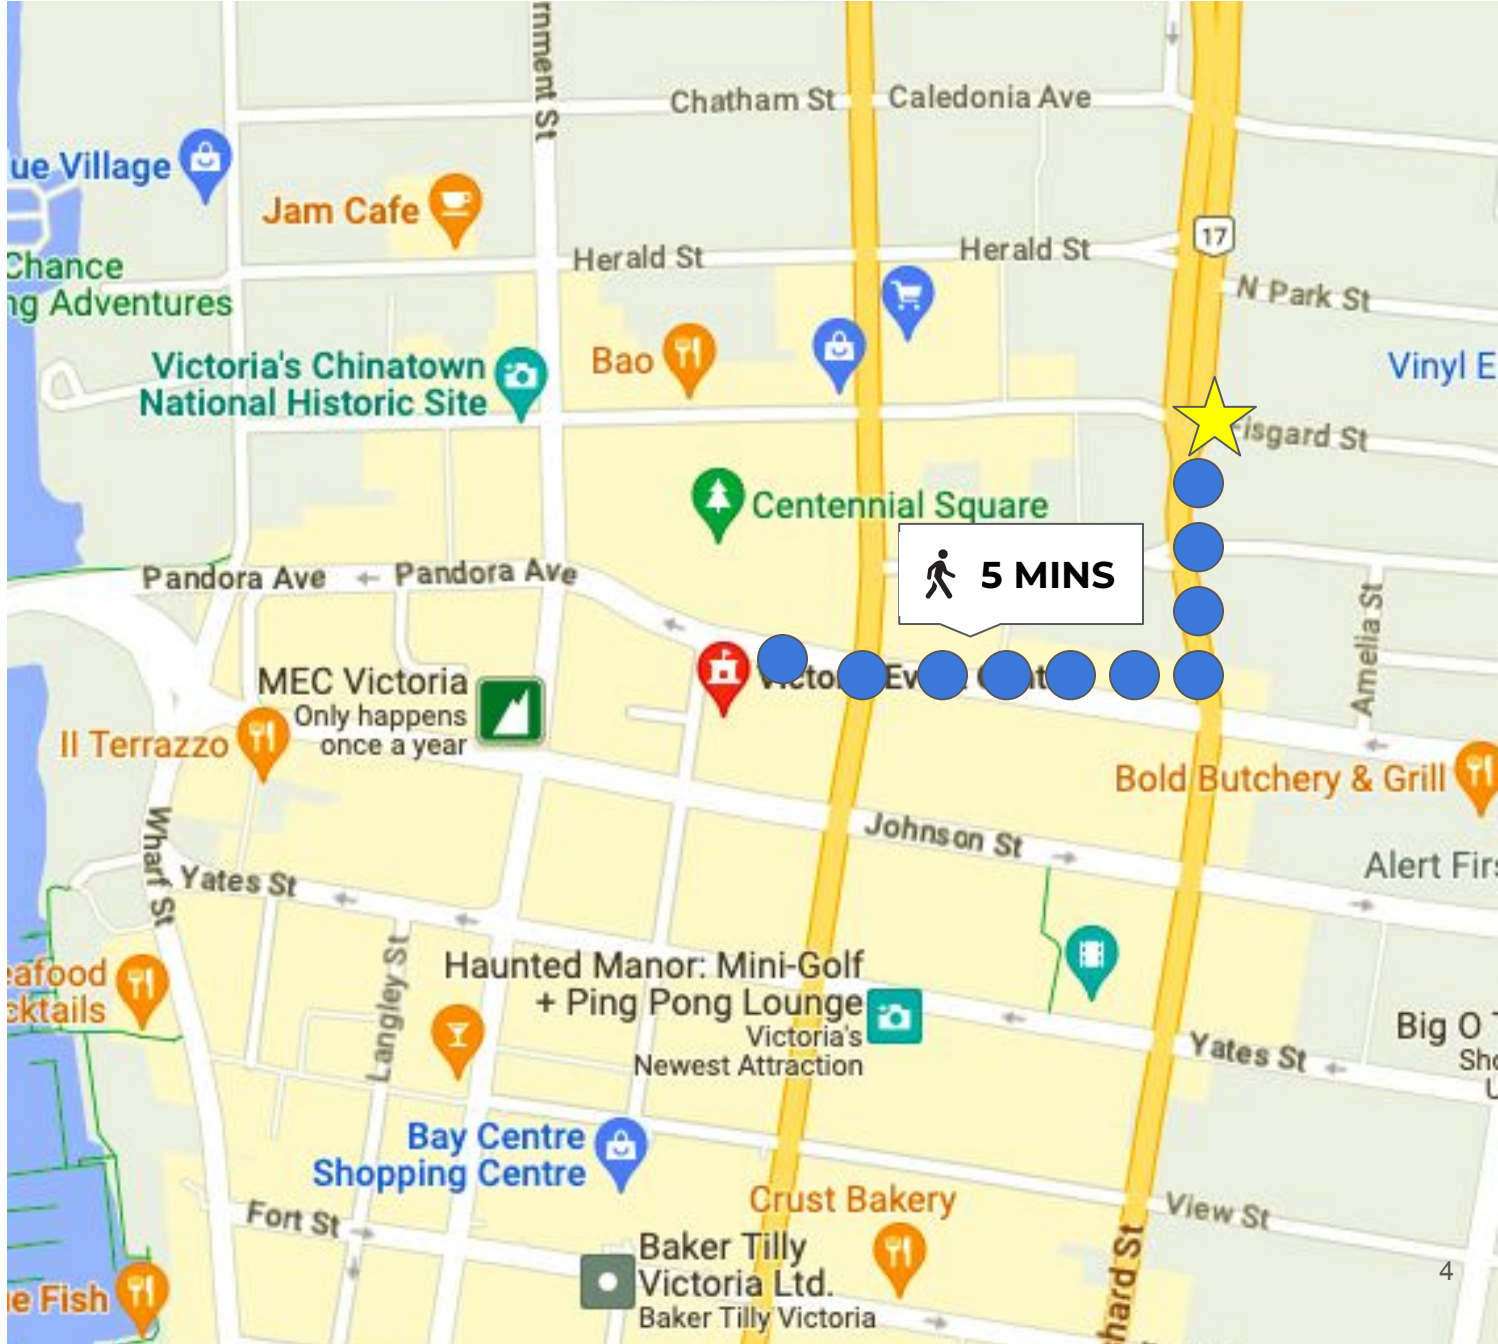 rnment St
Chatham St
Caledonia Ave
ue Village
Jam Cafe
17
Herald St
Herald St
Chance
ng Adventures
N Park St
Victoria's Chinatown
National Historic Site
Bao
Vinyl E
isgard St
Centennial Square
5 MINS
Pandora Ave
Pandora Ave
Amelia St
MEC Victoria
Only happens
once a year
Il Terrazzo
Bold Butchery & Grill
Johnson St
Wharf St
Alert Firs
Yates St
Langley St
eafood
cktails
Haunted Manor: Mini-Golf
+ Ping Pong Lounge
Victoria's
Newest Attraction
Big O
Sho
Yates St
Bay Centre
Shopping Centre
Crust Bakery
View St
Fort St
hard St
Baker Tilly
Victoria Ltd.
Baker Tilly Victoria
4
e Fish